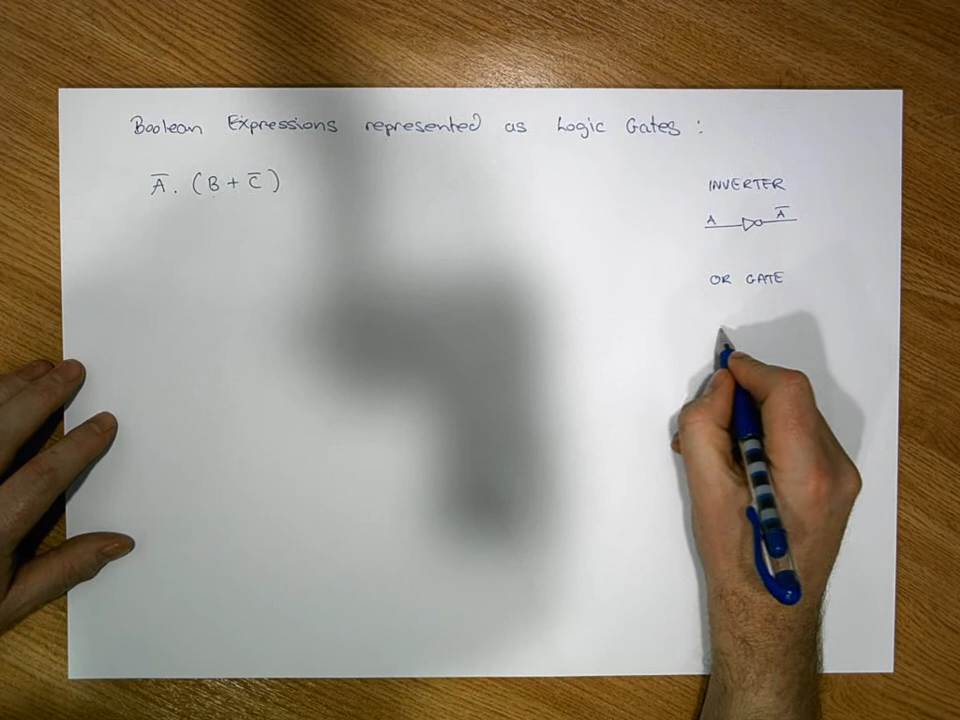 Boolean Expressions represented as Logic Gates :
A̅ . (B + C̅)
INVERTER
A A̅
OR GATE